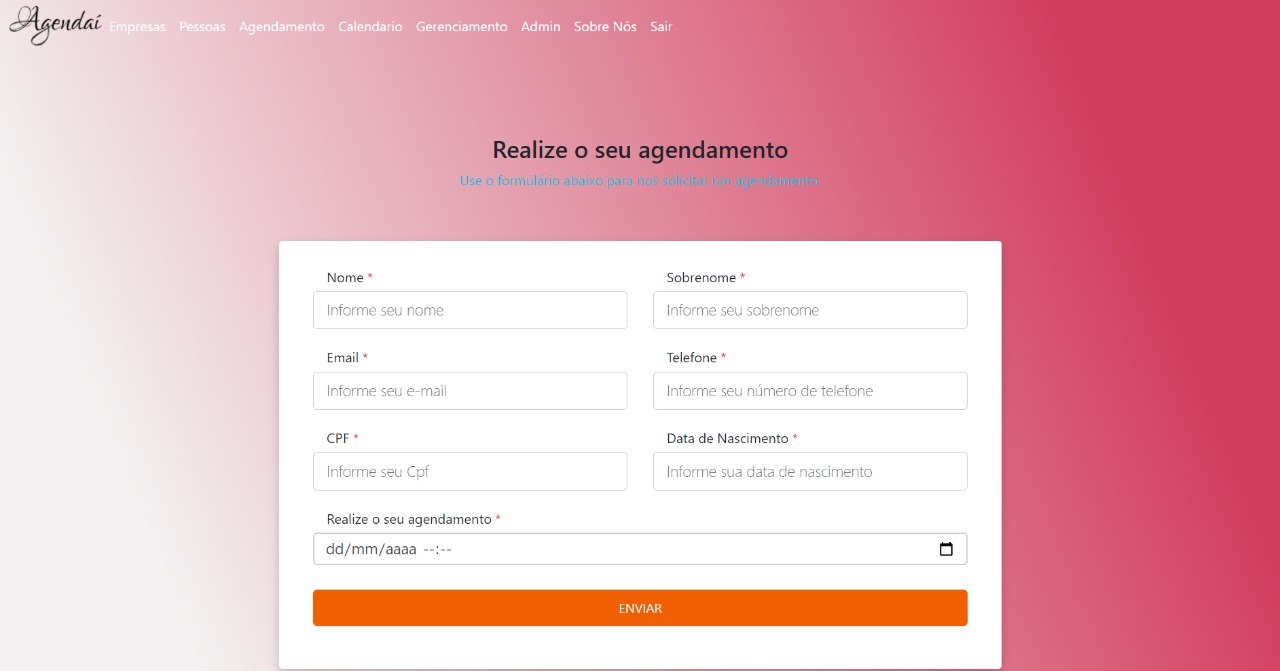 Agendaí Empresas Pessoas Agendamento Calendario Gerenciamento Admin Sobre Nós Sair
Realize o seu agendamento
Use o formulário abaixo para nos solicitar um agendamento.
Nome * Sobrenome *
Informe seu nome Informe seu sobrenome
Email * Telefone *
Informe seu e-mail Informe seu número de telefone
CPF * Data de Nascimento *
Informe seu Cpf Informe sua data de nascimento
Realize o seu agendamento *
dd/mm/aaaa --:--
ENVIAR